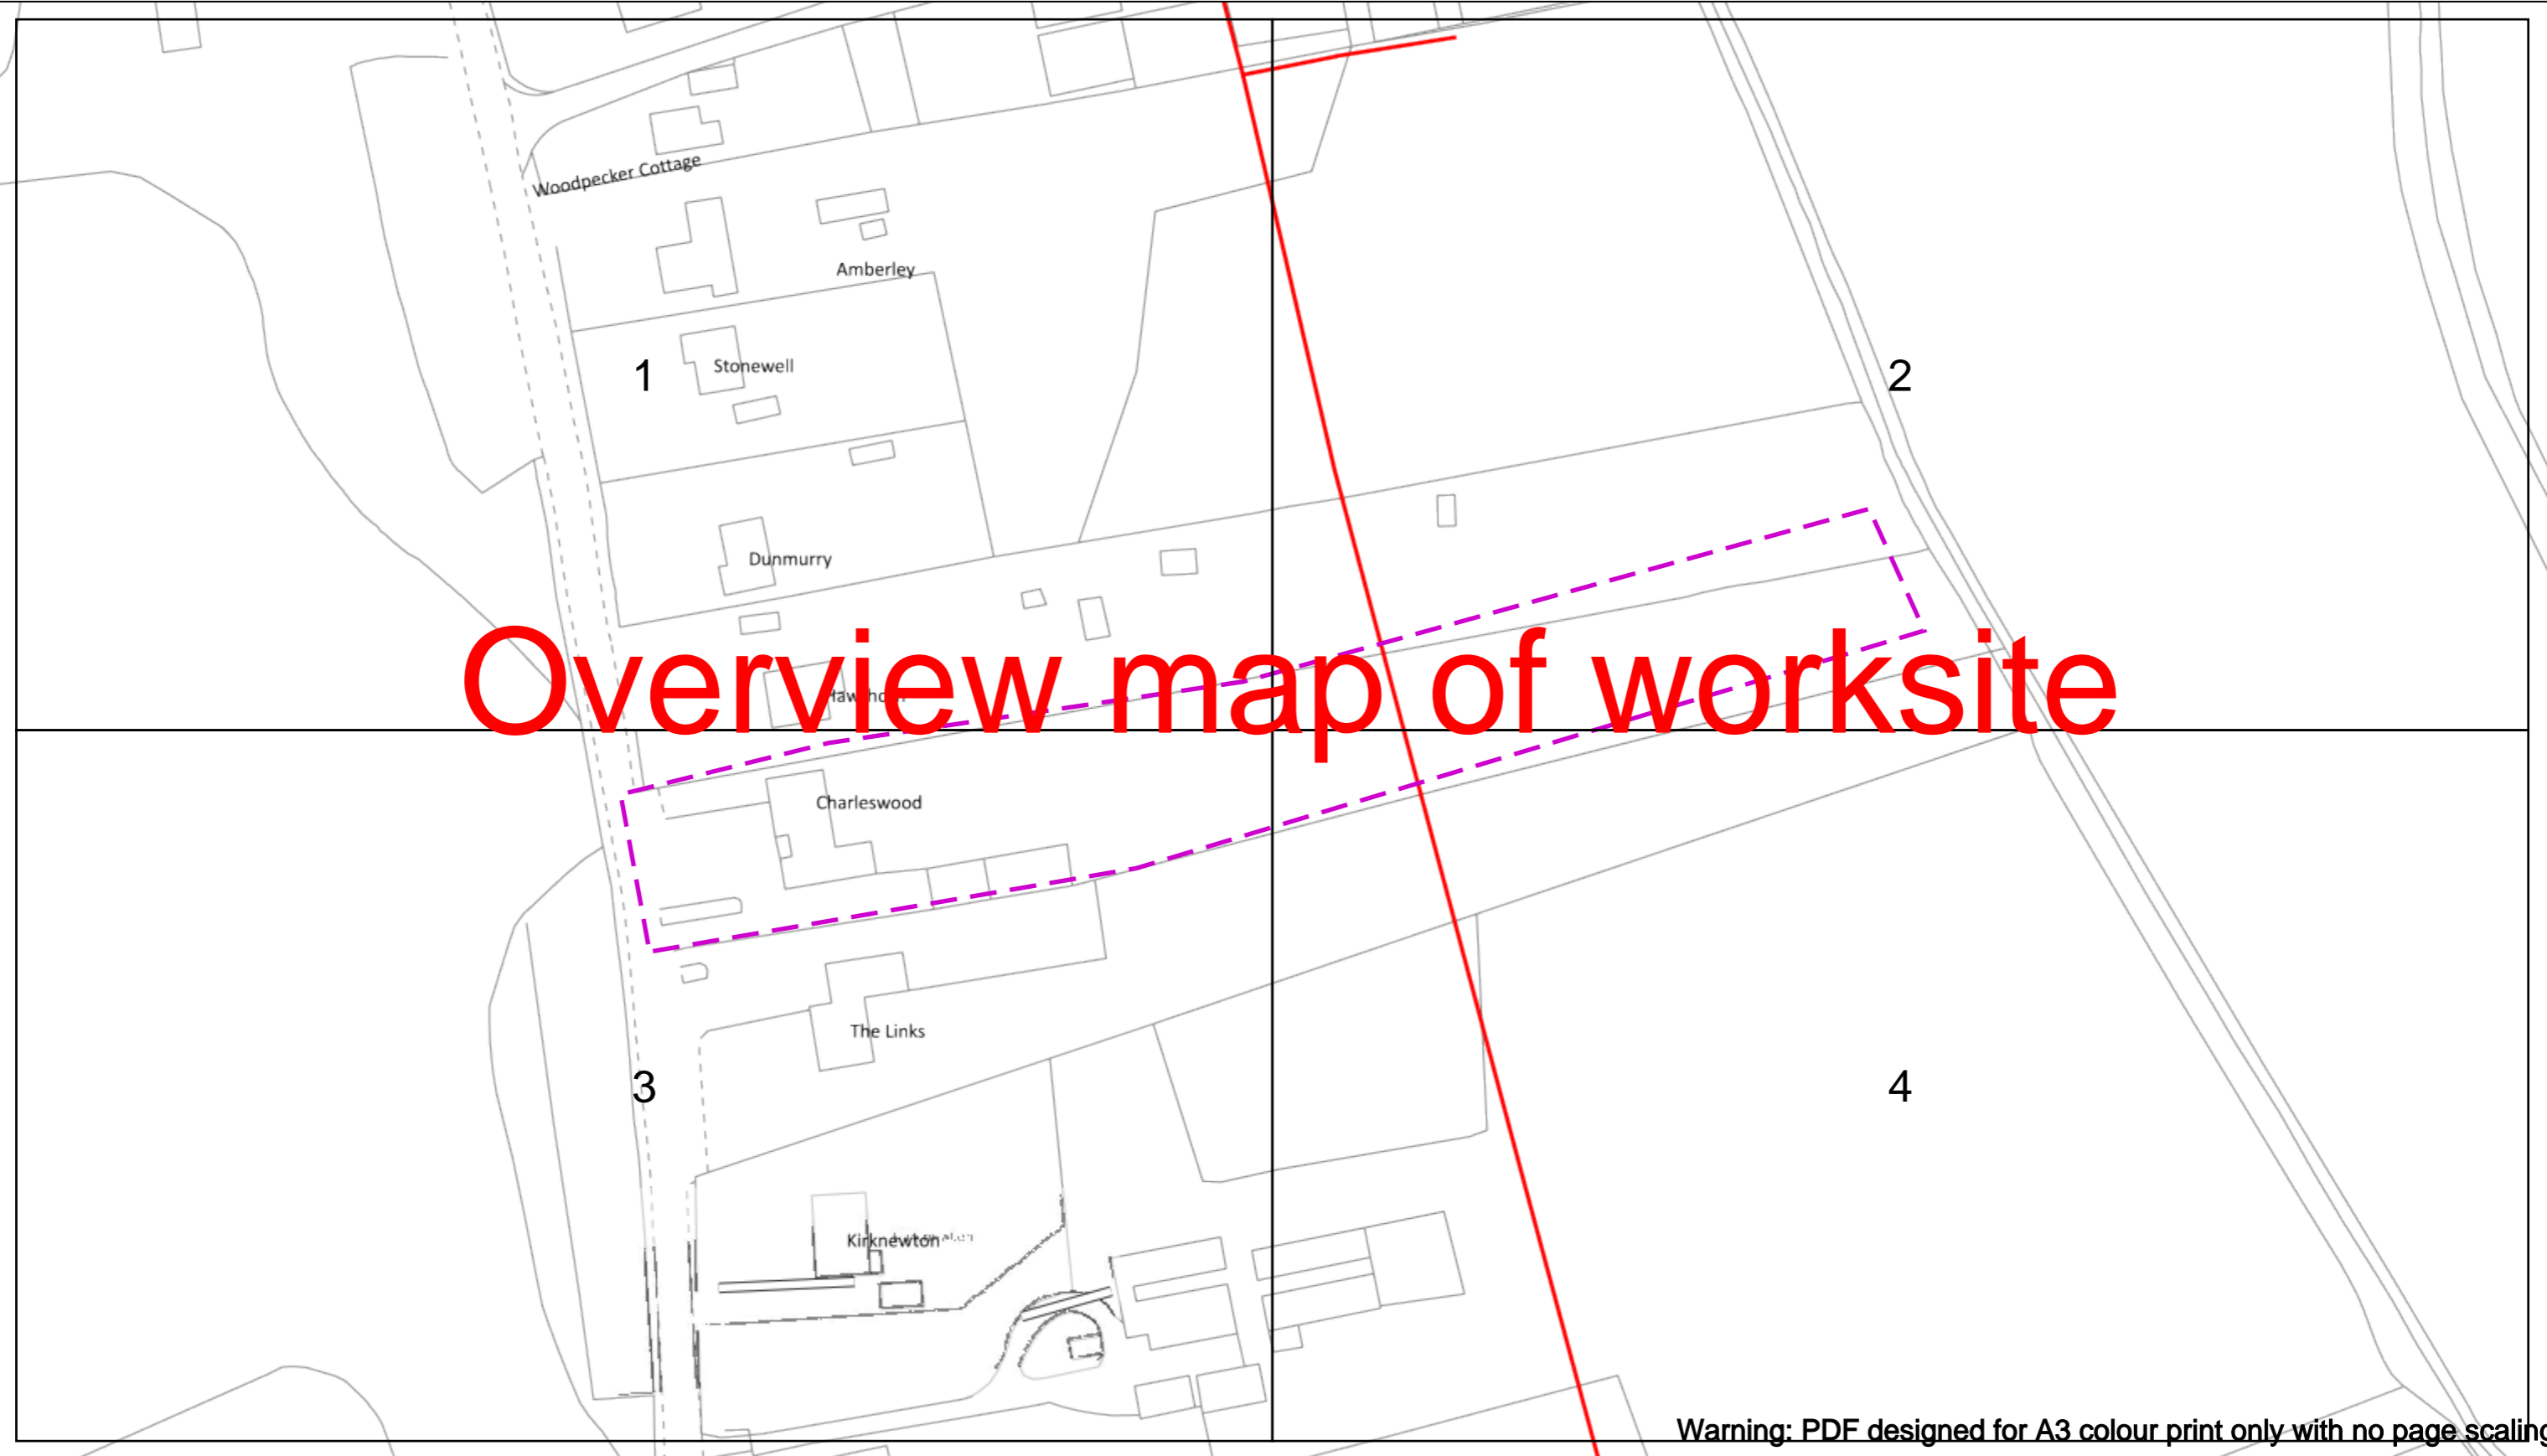 Woodpecker Cottage
Amberley
1
Stonewell
2
Dunmurry
Overview map of worksite
Charleswood
The Links
3
4
Kirknewton
Warning: PDF designed for A3 colour print only with no page scaling